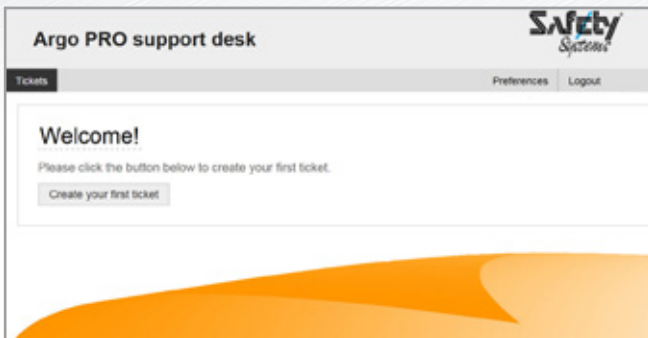 Argo PRO support desk
Safety
Systems
Tickets
Preferences Logout
Welcome!
Please click the button below to create your first ticket.
Create your first ticket